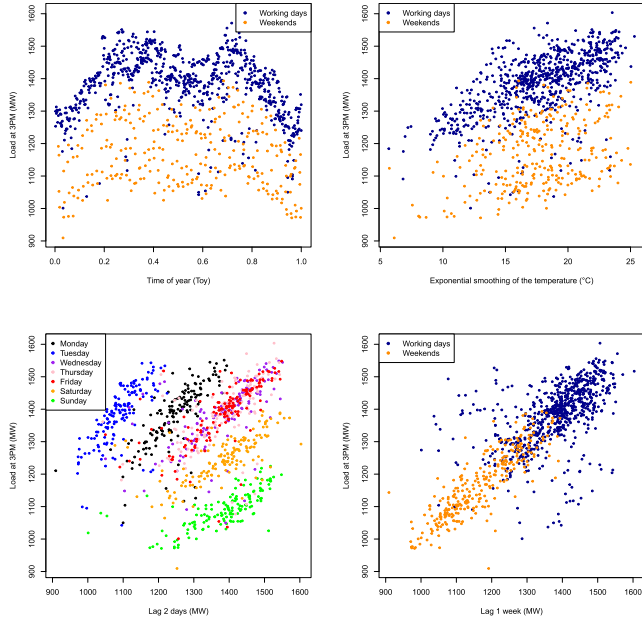 Working days
Weekends
Load at 3PM (MW)
900 1000 1100 1200 1300 1400 1500 1600
0.0 0.2 0.4 0.6 0.8 1.0
Time of year (Toy)
Working days
Weekends
Load at 3PM (MW)
900 1000 1100 1200 1300 1400 1500 1600
5 10 15 20 25
Exponential smoothing of the temperature (°C)
Monday
Tuesday
Wednesday
Thursday
Friday
Saturday
Sunday
Load at 3PM (MW)
900 1000 1100 1200 1300 1400 1500 1600
900 1000 1100 1200 1300 1400 1500 1600
Lag 2 days (MW)
Working days
Weekends
Load at 3PM (MW)
900 1000 1100 1200 1300 1400 1500 1600
900 1000 1100 1200 1300 1400 1500 1600
Lag 1 week (MW)